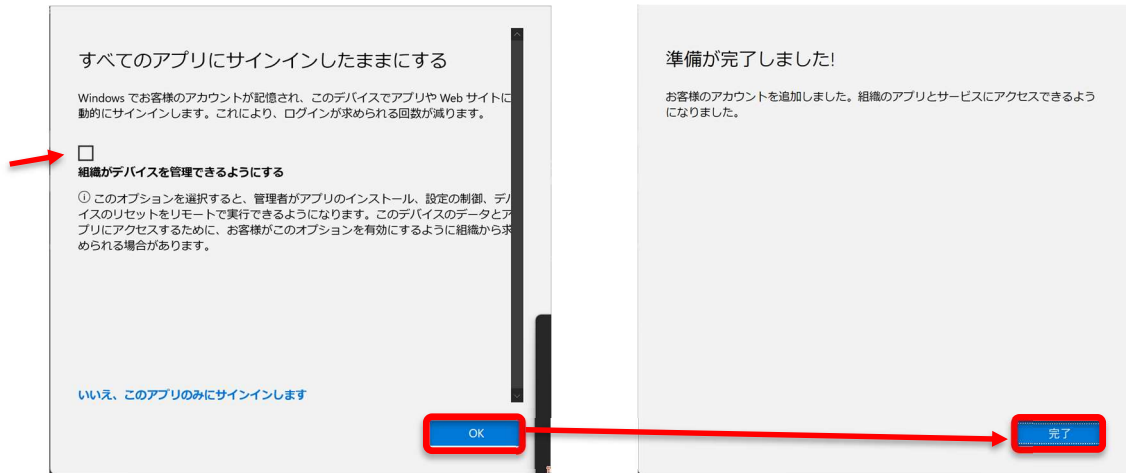 すべてのアプリにサインインしたままにする
Windows でお客様のアカウントが記憶され、このデバイスでアプリや Web サイトに
動的にサインインします。これにより、ログインが求められる回数が減ります。
組織がデバイスを管理できるようにする
ⓘ このオプションを選択すると、管理者がアプリのインストール、設定の制御、デバ
イスのリセットをリモートで実行できるようになります。このデバイスのデータとア
プリにアクセスするために、お客様がこのオプションを有効にするように組織から求
められる場合があります。
いいえ、このアプリのみにサインインします
OK
準備が完了しました!
お客様のアカウントを追加しました。組織のアプリとサービスにアクセスできるよう
になりました。
完了